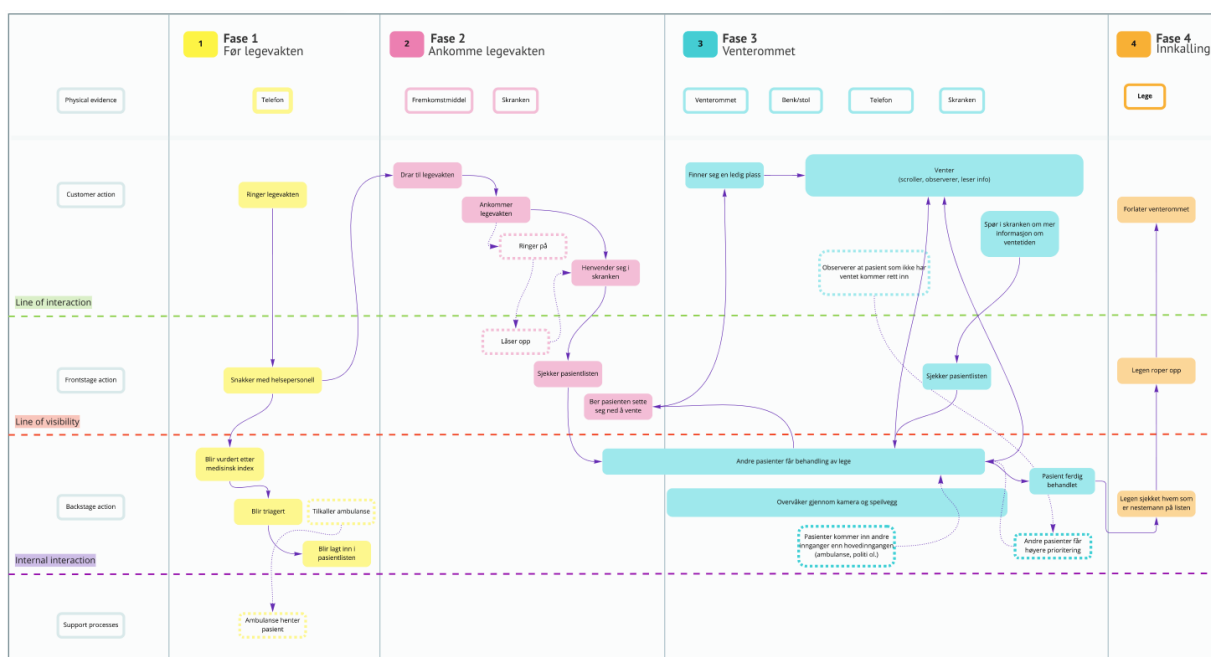 1
Fase 1
Før legevakten
2
Fase 2
Ankomme legevakten
3
Fase 3
Venterommet
4
Fase 4
Innkalling
Physical evidence
Telefon
Fremkomstmiddel
Skranken
Venterommet
Benk/stol
Telefon
Skranken
Lege
Customer action
Ringer legevakten
Drar til legevakten
Ankommer
legevakten
Ringer på
Henvender seg i
skranken
Finner seg en ledig plass
Venter
(scroller, observerer, leser info)
Spør i skranken om mer
informasjon om
ventetiden
Observerer at pasient som ikke har
ventet kommer rett inn
Forlater venterommet
Line of interaction
Låser opp
Frontstage action
Snakker med helsepersonell
Sjekker pasientlisten
Ber pasienten sette
seg ned å vente
Sjekker pasientlisten
Legen roper opp
Line of visibility
Blir vurdert etter
medisinsk index
Andre pasienter får behandling av lege
Pasient ferdig
behandlet
Backstage action
Blir triagert
Tilkaller ambulanse
Overvåker gjennom kamera og speilvegg
Legen sjekket hvem som
er nestemann på listen
Blir lagt inn i
pasientlisten
Pasienter kommer inn andre
innganger enn hovedinngangen
(ambulanse, politi ol.)
Andre pasienter får
høyere prioritering
Internal interaction
Support processes
Ambulanse henter
pasient